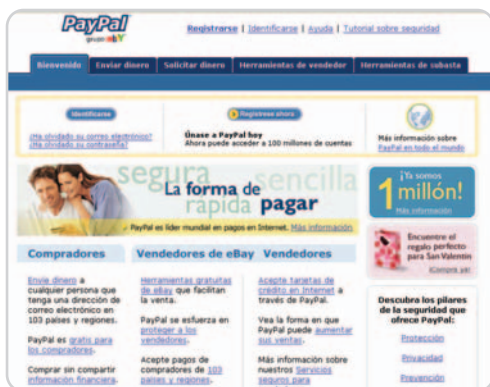 PayPal
grupo ebY
Registrarse | Identificarse | Ayuda | Tutorial sobre seguridad
Bienvenido
Enviar dinero
Solicitar dinero
Herramientas de vendedor
Herramientas de subasta
Identificarse
¿Ha olvidado su correo electrónico?
¿Ha olvidado su contraseña?
Regístrese ahora
Únase a PayPal hoy
Ahora puede acceder a 100 millones de cuentas
Más información sobre
PayPal en todo el mundo
segura
sencilla
rápida
La forma de
pagar
PayPal es líder mundial en pagos en Internet. Más información
¡Ya somos
1 millón!
Más información
Encuentre el
regalo perfecto
para San Valentín
¡Compre ya!
Compradores
Envíe dinero a
cualquier persona que
tenga una dirección de
correo electrónico en
103 países y regiones.
PayPal es gratis para
los compradores.
Comprar sin compartir
información financiera.
Vendedores de eBay
Herramientas gratuitas
de eBay que facilitan
la venta.
PayPal se esfuerza en
proteger a los
vendedores.
Acepte pagos de
compradores de 103
países y regiones.
Vendedores
Acepte tarjetas de
crédito en Internet a
través de PayPal.
Vea la forma en que
PayPal puede aumentar
sus ventas.
Más información sobre
nuestros Servicios
seguros para
Descubra los pilares
de la seguridad que
ofrece PayPal:
Protección
Privacidad
Prevención